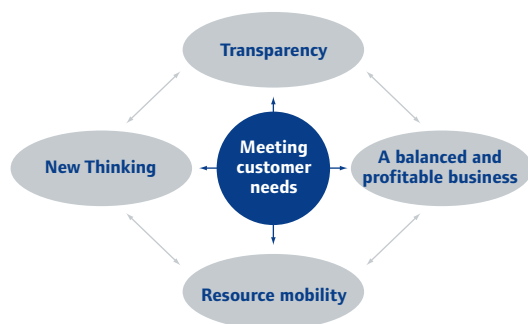 Transparency
New Thinking
Meeting
customer
needs
A balanced and
profitable business
Resource mobility